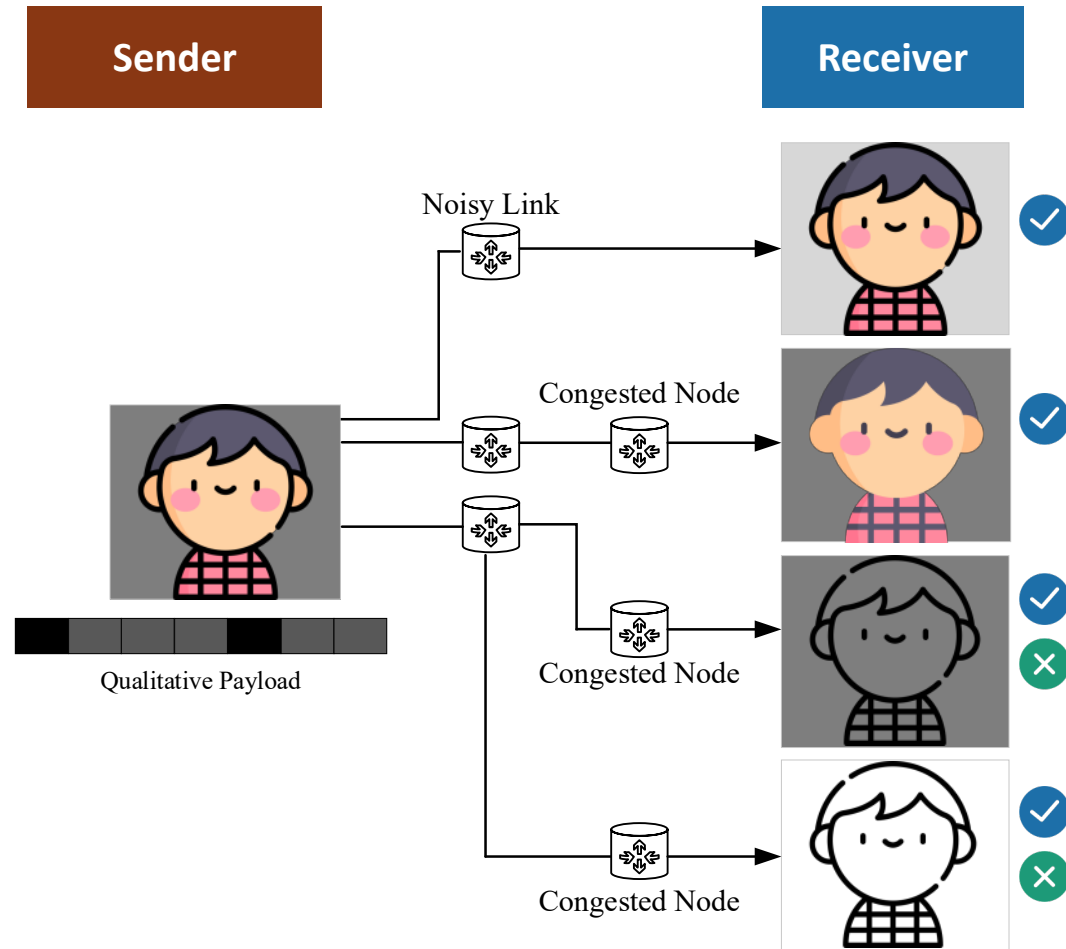 Sender
Receiver
Noisy Link
Congested Node
Congested Node
Qualitative Payload
Congested Node